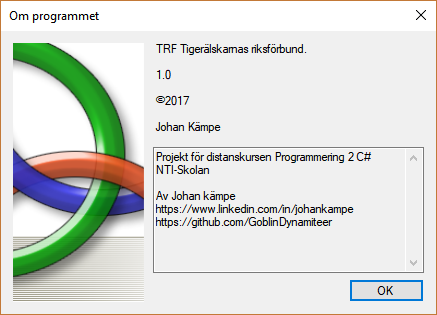 Om programmet
TRF Tigerälskarnas riksförbund.
1.0
©2017
Johan Kämpe
Projekt för distanskursen Programmering 2 C#
NTI-Skolan
Av Johan kämpe
https://www.linkedin.com/in/johankampe
https://github.com/GoblinDynamiteer
OK